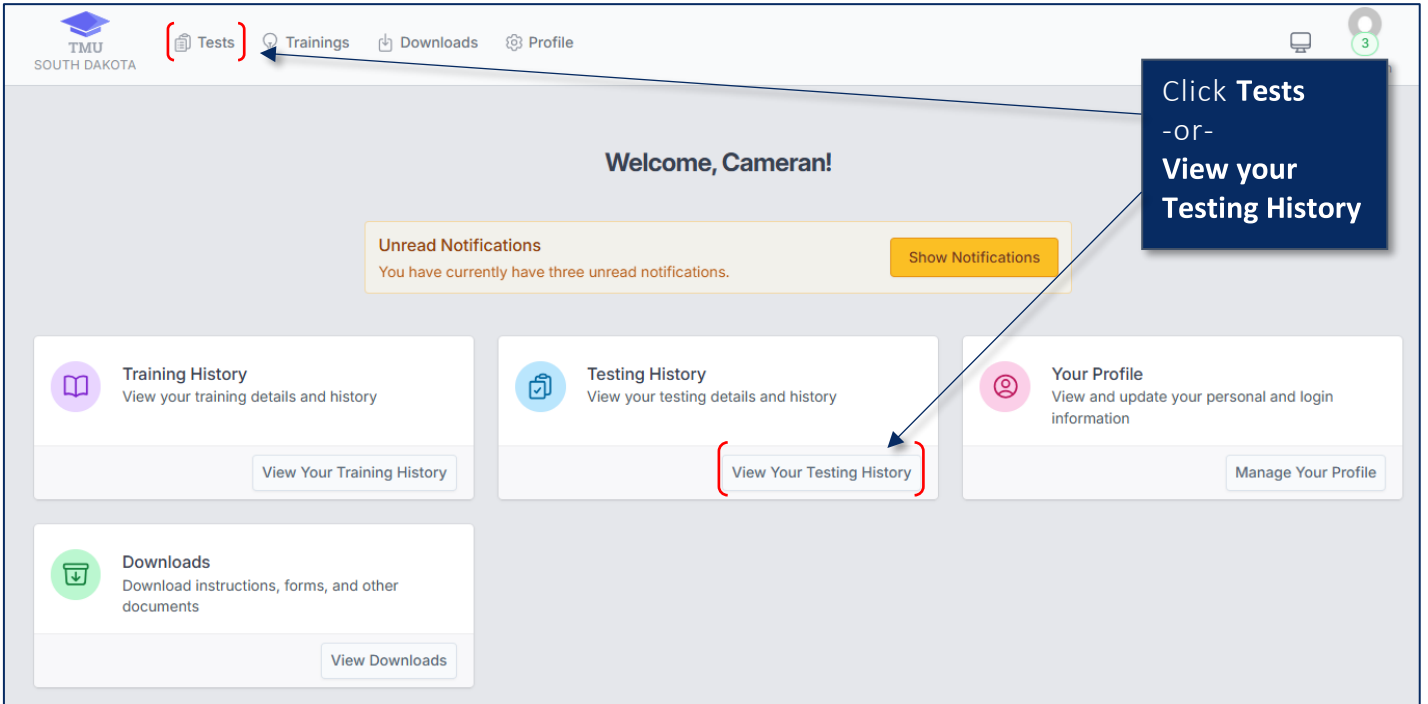 TMU
SOUTH DAKOTA
Tests
Trainings
Downloads
Profile
3
Click Tests
-or-
View your
Testing History
Welcome, Cameran!
Unread Notifications
You have currently have three unread notifications.
Show Notifications
Training History
View your training details and history
View Your Training History
Testing History
View your testing details and history
View Your Testing History
Your Profile
View and update your personal and login
information
Manage Your Profile
Downloads
Download instructions, forms, and other
documents
View Downloads